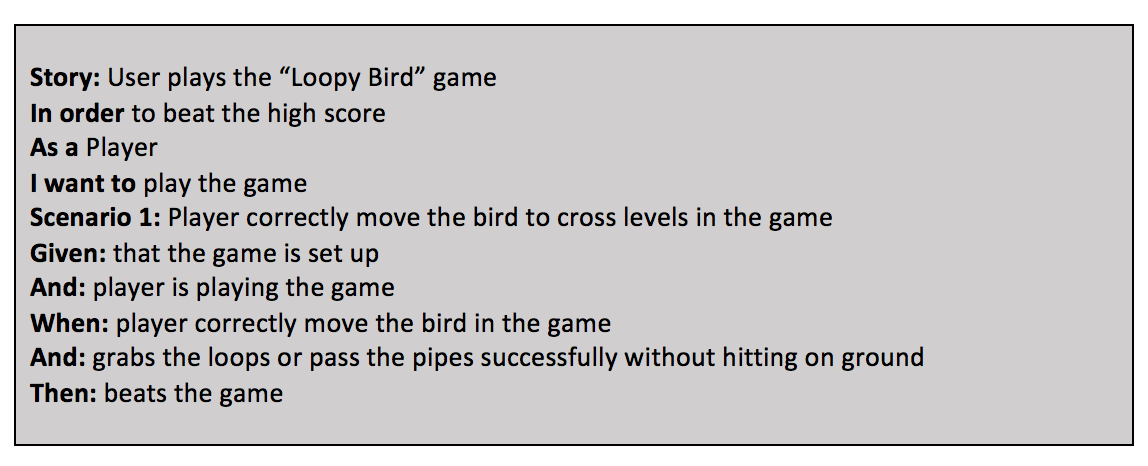 Story: User plays the “Loopy Bird” game
In order to beat the high score
As a Player
I want to play the game
Scenario 1: Player correctly move the bird to cross levels in the game
Given: that the game is set up
And: player is playing the game
When: player correctly move the bird in the game
And: grabs the loops or pass the pipes successfully without hitting on ground
Then: beats the game